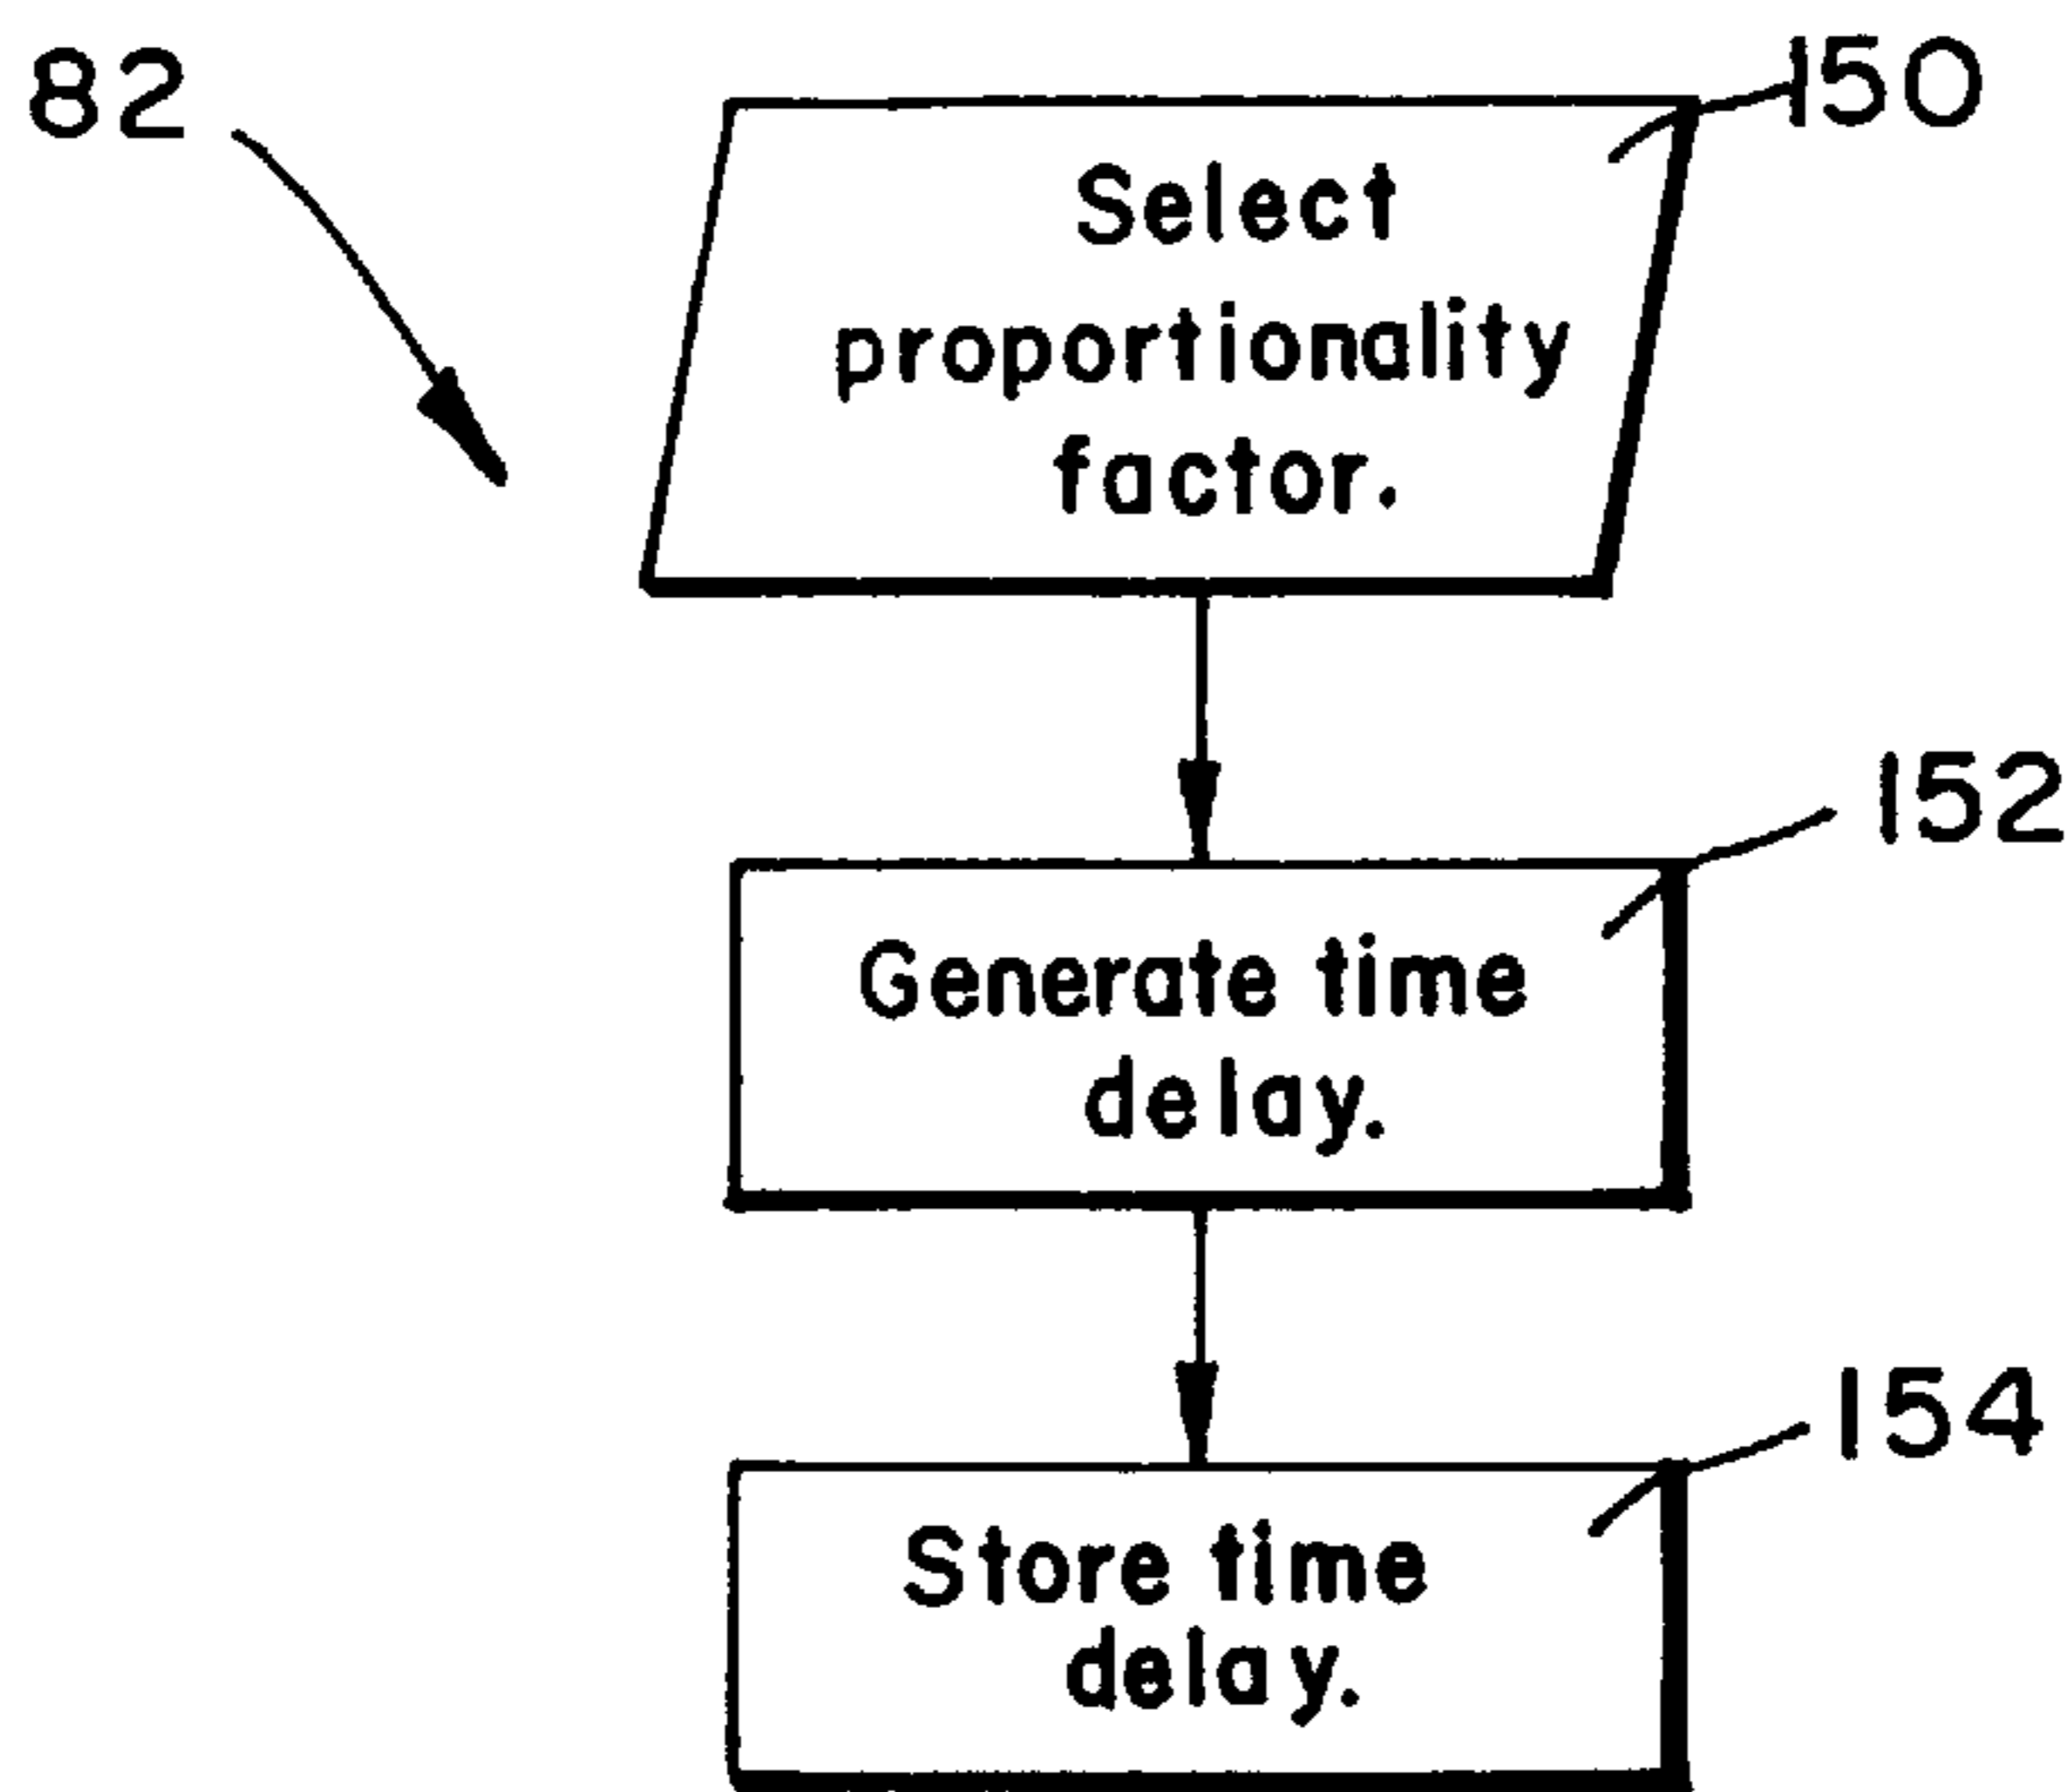 82
150
Select
proportionality
factor.
152
Generate time
delay.
154
Store time
delay.